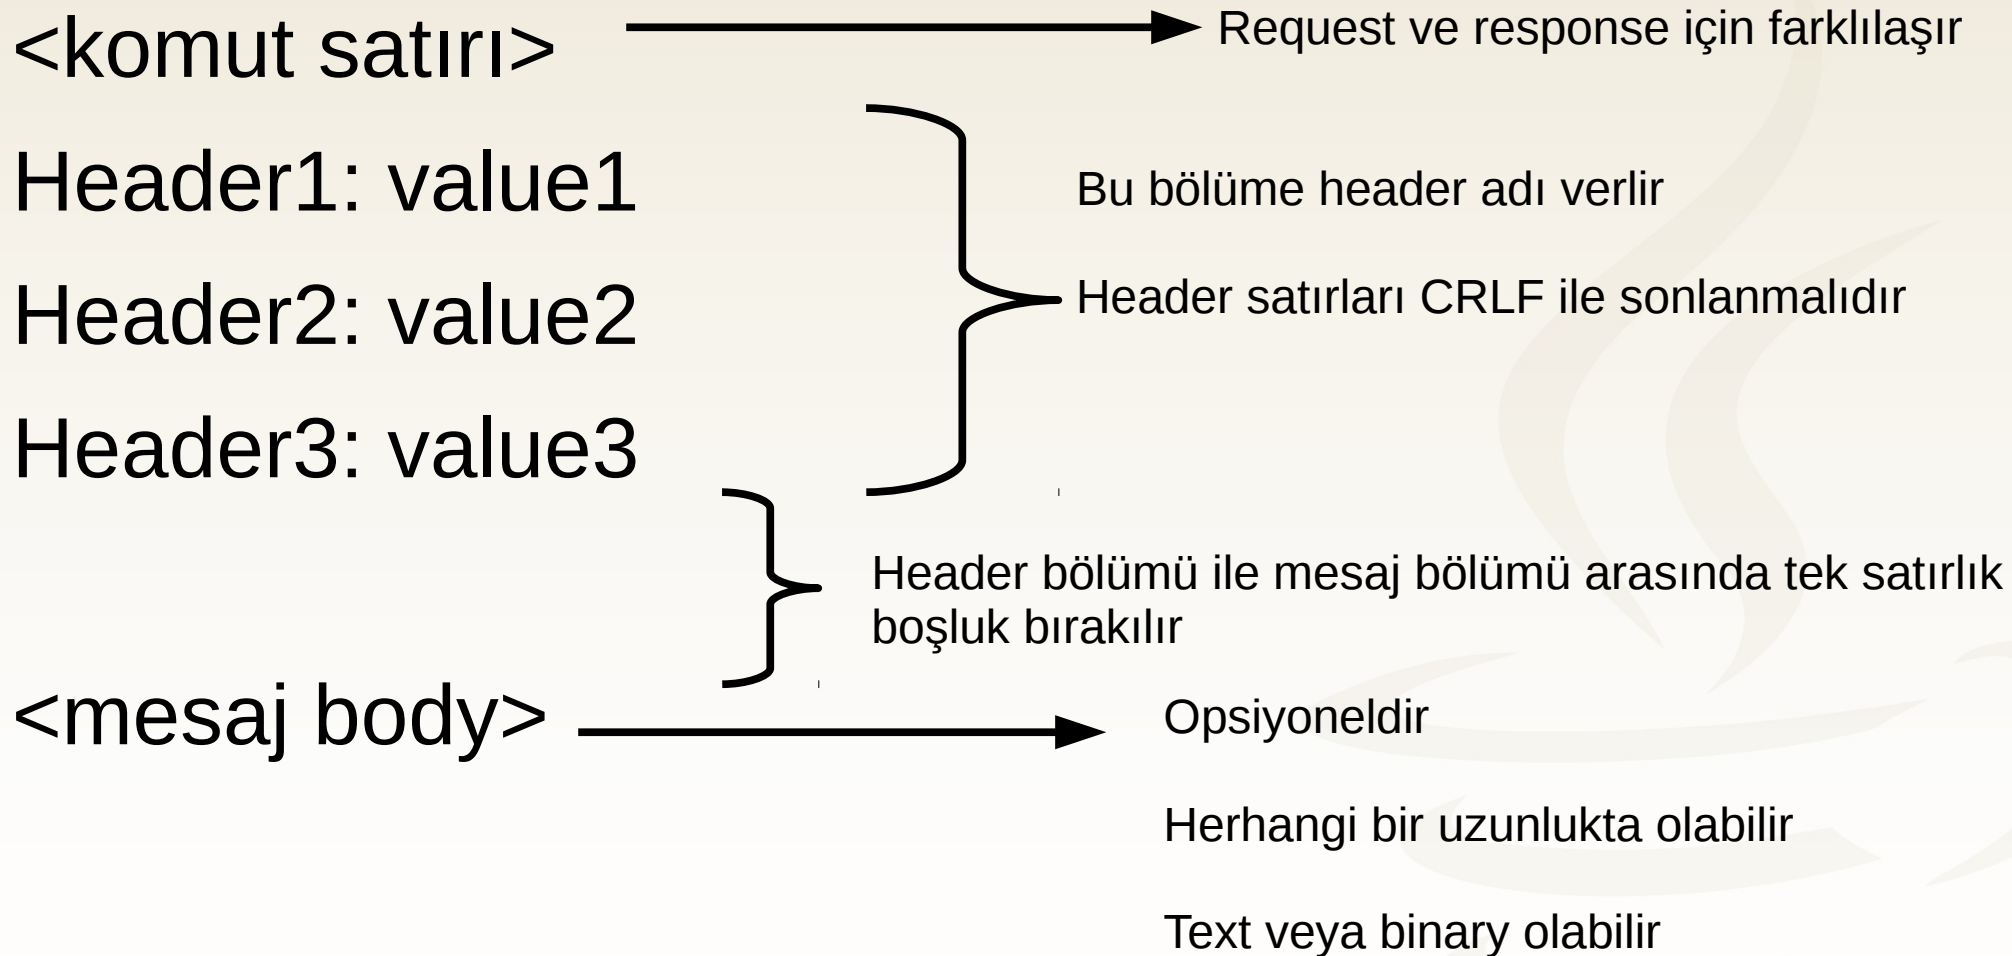 <komut satırı>
Request ve response için farklılaşır
Header1: value1
Bu bölüme header adı verlir
Header2: value2
Header satırları CRLF ile sonlanmalıdır
Header3: value3
Header bölümü ile mesaj bölümü arasında tek satırlık
boşluk bırakılır
<mesaj body>
Opsiyoneldir
Herhangi bir uzunlukta olabilir
Text veya binary olabilir